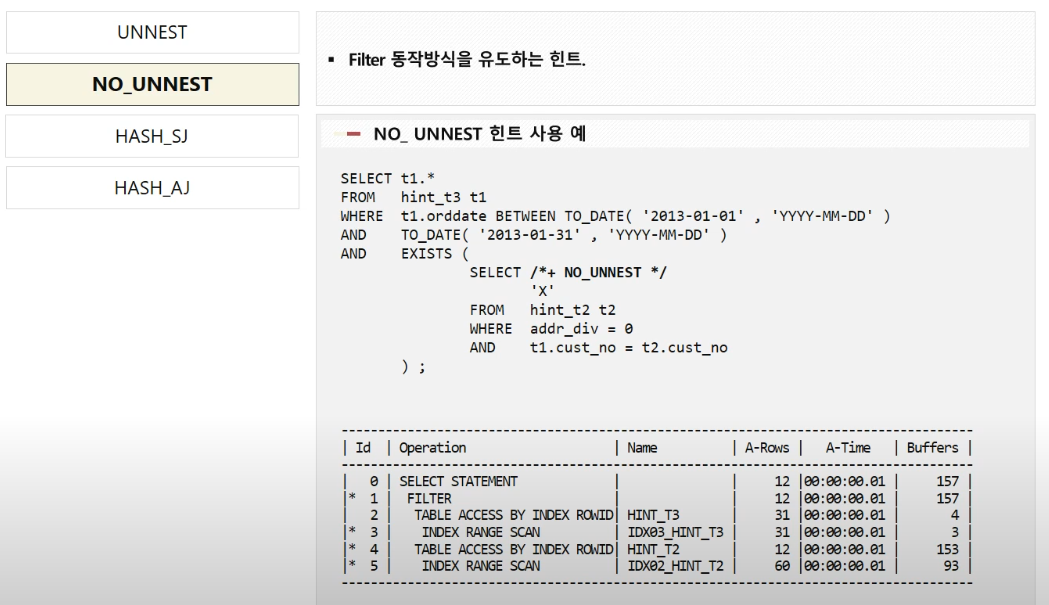 UNNEST
NO_UNNEST
HASH_SJ
HASH_AJ
▪ Filter 동작방식을 유도하는 힌트.
NO_ UNNEST 힌트 사용 예
SELECT t1.*
FROM   hint_t3 t1
WHERE  t1.orddate BETWEEN TO_DATE( '2013-01-01' , 'YYYY-MM-DD' )
AND    TO_DATE( '2013-01-31' , 'YYYY-MM-DD' )
AND    EXISTS (
               SELECT /*+ NO_UNNEST */
                      'X'
               FROM   hint_t2 t2
               WHERE  addr_div = 0
               AND    t1.cust_no = t2.cust_no
       ) ;
---------------------------------------------------------------------------------------
| Id  | Operation                   | Name         | A-Rows |   A-Time   | Buffers |
---------------------------------------------------------------------------------------
|   0 | SELECT STATEMENT            |              |     12 |00:00:00.01 |     157 |
|*  1 |  FILTER                     |              |     12 |00:00:00.01 |     157 |
|   2 |   TABLE ACCESS BY INDEX ROWID| HINT_T3      |     31 |00:00:00.01 |       4 |
|*  3 |    INDEX RANGE SCAN         | IDX03_HINT_T3 |     31 |00:00:00.01 |       3 |
|*  4 |   TABLE ACCESS BY INDEX ROWID| HINT_T2      |     12 |00:00:00.01 |     153 |
|*  5 |    INDEX RANGE SCAN         | IDX02_HINT_T2 |     60 |00:00:00.01 |      93 |
---------------------------------------------------------------------------------------